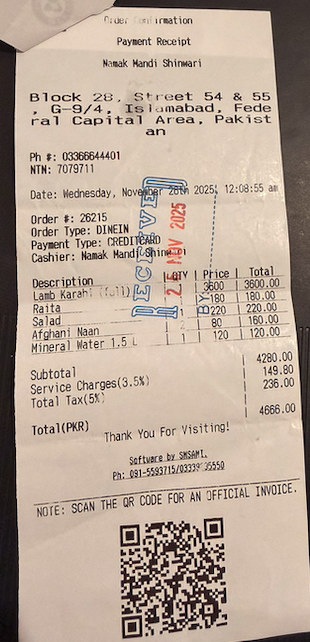 Order Confirmation
Payment Receipt
Namak Mandi Shinwari
Block 28, Street 54 & 55
, G-9/4, Islamabad, Fede
ral Capital Area, Pakist
an
Ph #: 03366644401
NTN: 7079711
Date: Wednesday, November 26th 2025, 12:08:55 am
Order #: 26215
Order Type: DINEIN
Payment Type: CREDITCARD
Cashier: Namak Mandi Shinwari
Description QTY Price Total
Lamb Karahi (full) 3600 3600.00
Raita 180 180.00
Salad 220 220.00
Afghani Naan 2 80 160.00
Mineral Water 1.5 L 1 120 120.00
RECEIVED
26 NOV 2025
BY:
Subtotal 4280.00
Service Charges(3.5%) 149.80
Total Tax(5%) 236.00
Total(PKR) 4666.00
Thank You For Visiting!
Software by SMSAMI.
Ph: 091-5593715/
NOTE: SCAN THE QR CODE FOR AN OFFICIAL INVOICE.